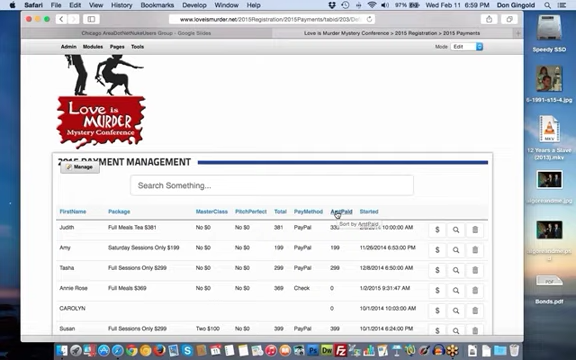 Safari File Edit View History Bookmarks Develop Window Help
97% Wed Feb 11 6:59 PM Don Gingold
www.loveismurder.net/2015Registration/2015Payments/tabid/203/De
Chicago AreaDotNetNukeUsers Group - Google Slides
Love is Murder Mystery Conference > 2015 Registration > 2015 Payments
Admin Modules Pages Tools
Mode Edit
Love is
MURDER
Mystery Conference
2015 PAYMENT MANAGEMENT
Manage
Search Something...
FirstName Package MasterClass PitchPerfect Total PayMethod AmtPaid Started
Sort by AmtPaid
Judith Full Meals Tea $381 No $0 No $0 381 PayPal 10:00:00 AM $
Amy Saturday Sessions Only $199 No $0 No $0 199 PayPal 199 11/26/2014 6:53:00 PM $
Tasha Full Sessions Only $299 No $0 No $0 299 PayPal 299 12/8/2014 6:50:00 AM $
Anne Rose Full Meals $369 No $0 No $0 369 Check 0 1/2/2015 9:31:47 AM $
CAROLYN 0 10/1/2014 10:03:00 AM $
Susan Full Sessions Only $299 Two $100 No $0 399 PayPal 399 10/1/2014 6:24:00 PM $
Speedy SSD
6-1991-s15-4.jpg
12 Years a Slave
(2013).mkv
Bonds.pdf